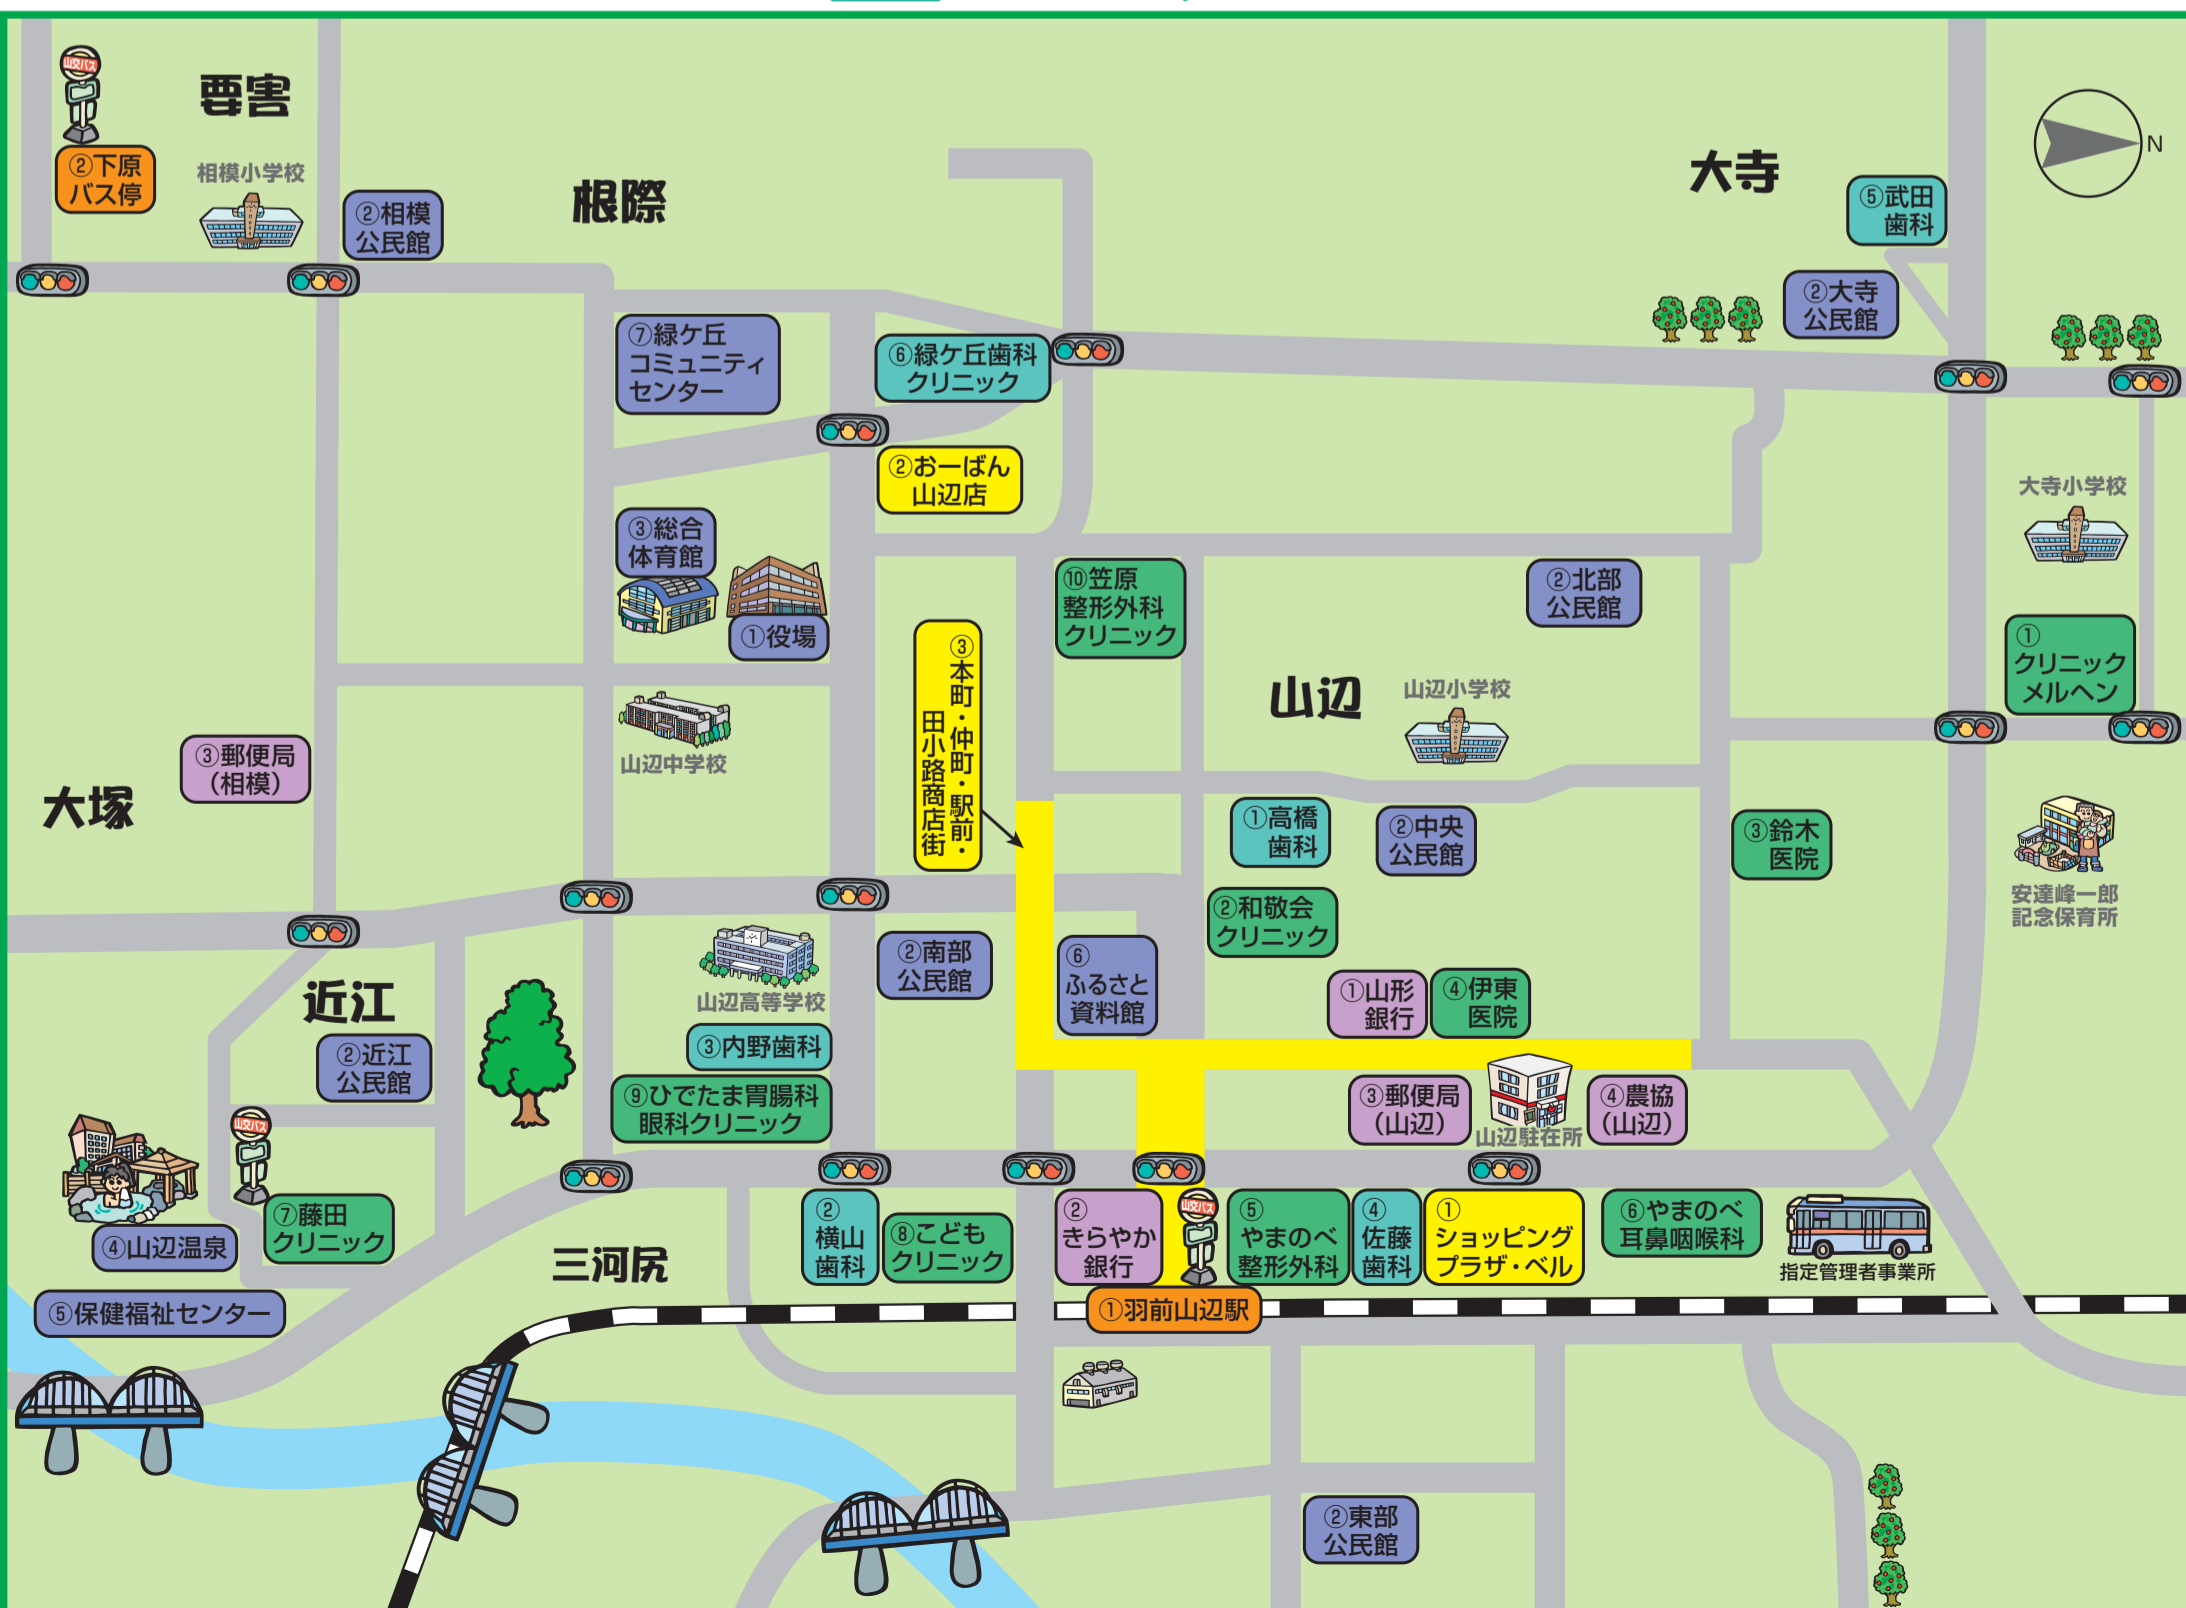 山交バス
要害
②下原
バス停
相模小学校
②相模
公民館
根際
大寺
N
⑤武田
歯科
②大寺
公民館
⑦緑ケ丘
コミュニティ
センター
⑥緑ケ丘歯科
クリニック
②おーばん
山辺店
大寺小学校
③総合
体育館
①役場
⑩笠原
整形外科
クリニック
②北部
公民館
①
クリニック
メルヘン
③本町・仲町・駅前・
田小路商店街
山辺
山辺小学校
山辺中学校
③郵便局
（相模）
大塚
①高橋
歯科
②中央
公民館
③鈴木
医院
安達峰一郎
記念保育所
②和敬会
クリニック
②南部
公民館
⑥
ふるさと
資料館
①山形
銀行
④伊東
医院
山辺高等学校
近江
②近江
公民館
③内野歯科
⑨ひでたま胃腸科
眼科クリニック
③郵便局
（山辺）
山辺駐在所
④農協
（山辺）
山交バス
④山辺温泉
⑦藤田
クリニック
三河尻
②
横山
歯科
⑧こども
クリニック
②
きらやか
銀行
山交バス
⑤
やまのべ
整形外科
④
佐藤
歯科
①
ショッピング
プラザ・ベル
⑥やまのべ
耳鼻咽喉科
指定管理者事業所
⑤保健福祉センター
①羽前山辺駅
②東部
公民館